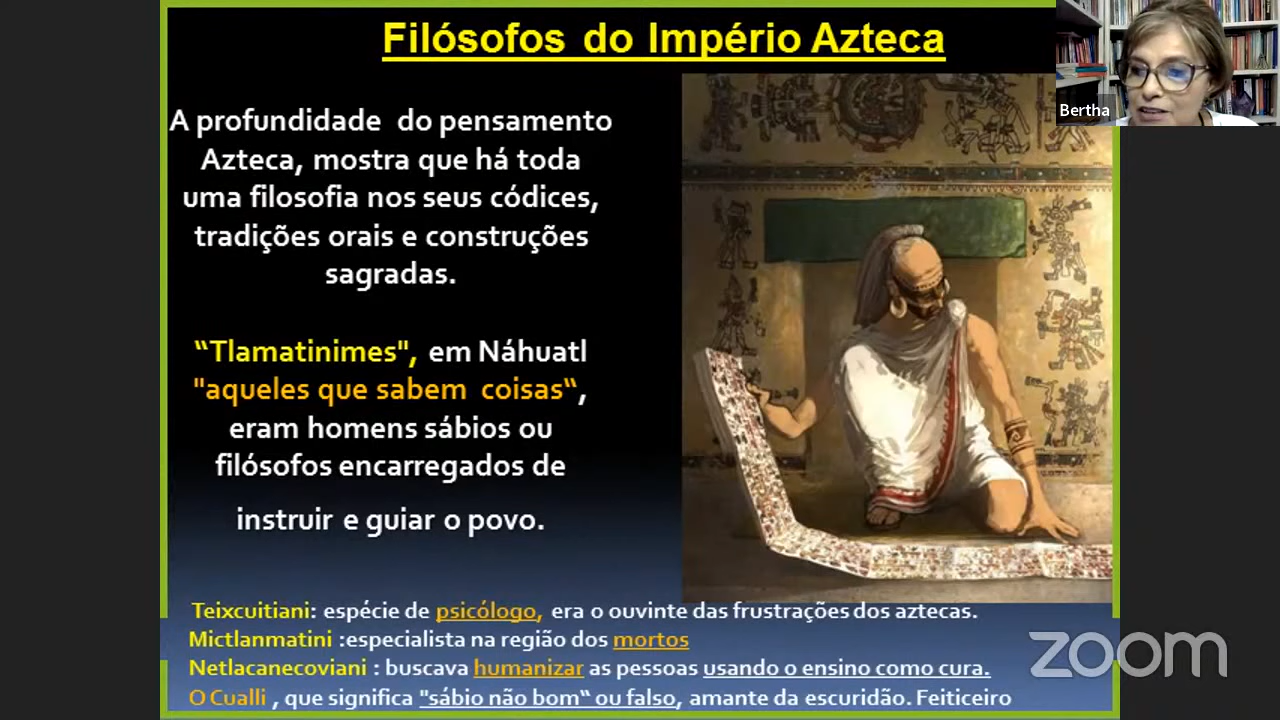 Filósofos do Império Azteca
Bertha
A profundidade do pensamento
Azteca, mostra que há toda
uma filosofia nos seus códices,
tradições orais e construções
sagradas.
“Tlamatinimes", em Náhuatl
"aqueles que sabem coisas“,
eram homens sábios ou
filósofos encarregados de
instruir e guiar o povo.
Teixcuitiani: espécie de psicólogo, era o ouvinte das frustrações dos aztecas.
Mictlanmatini :especialista na região dos mortos
Netlacanecoviani : buscava humanizar as pessoas usando o ensino como cura.
O Cualli , que significa "sábio não bom“ ou falso, amante da escuridão. Feiticeiro
zoom